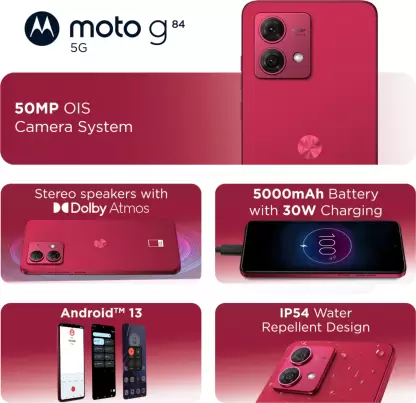 moto g 84
5G
50MP OIS
Camera System
Stereo speakers with
Dolby Atmos
5000mAh Battery
with 30W Charging
100%
Android™ 13
IP54 Water
Repellent Design